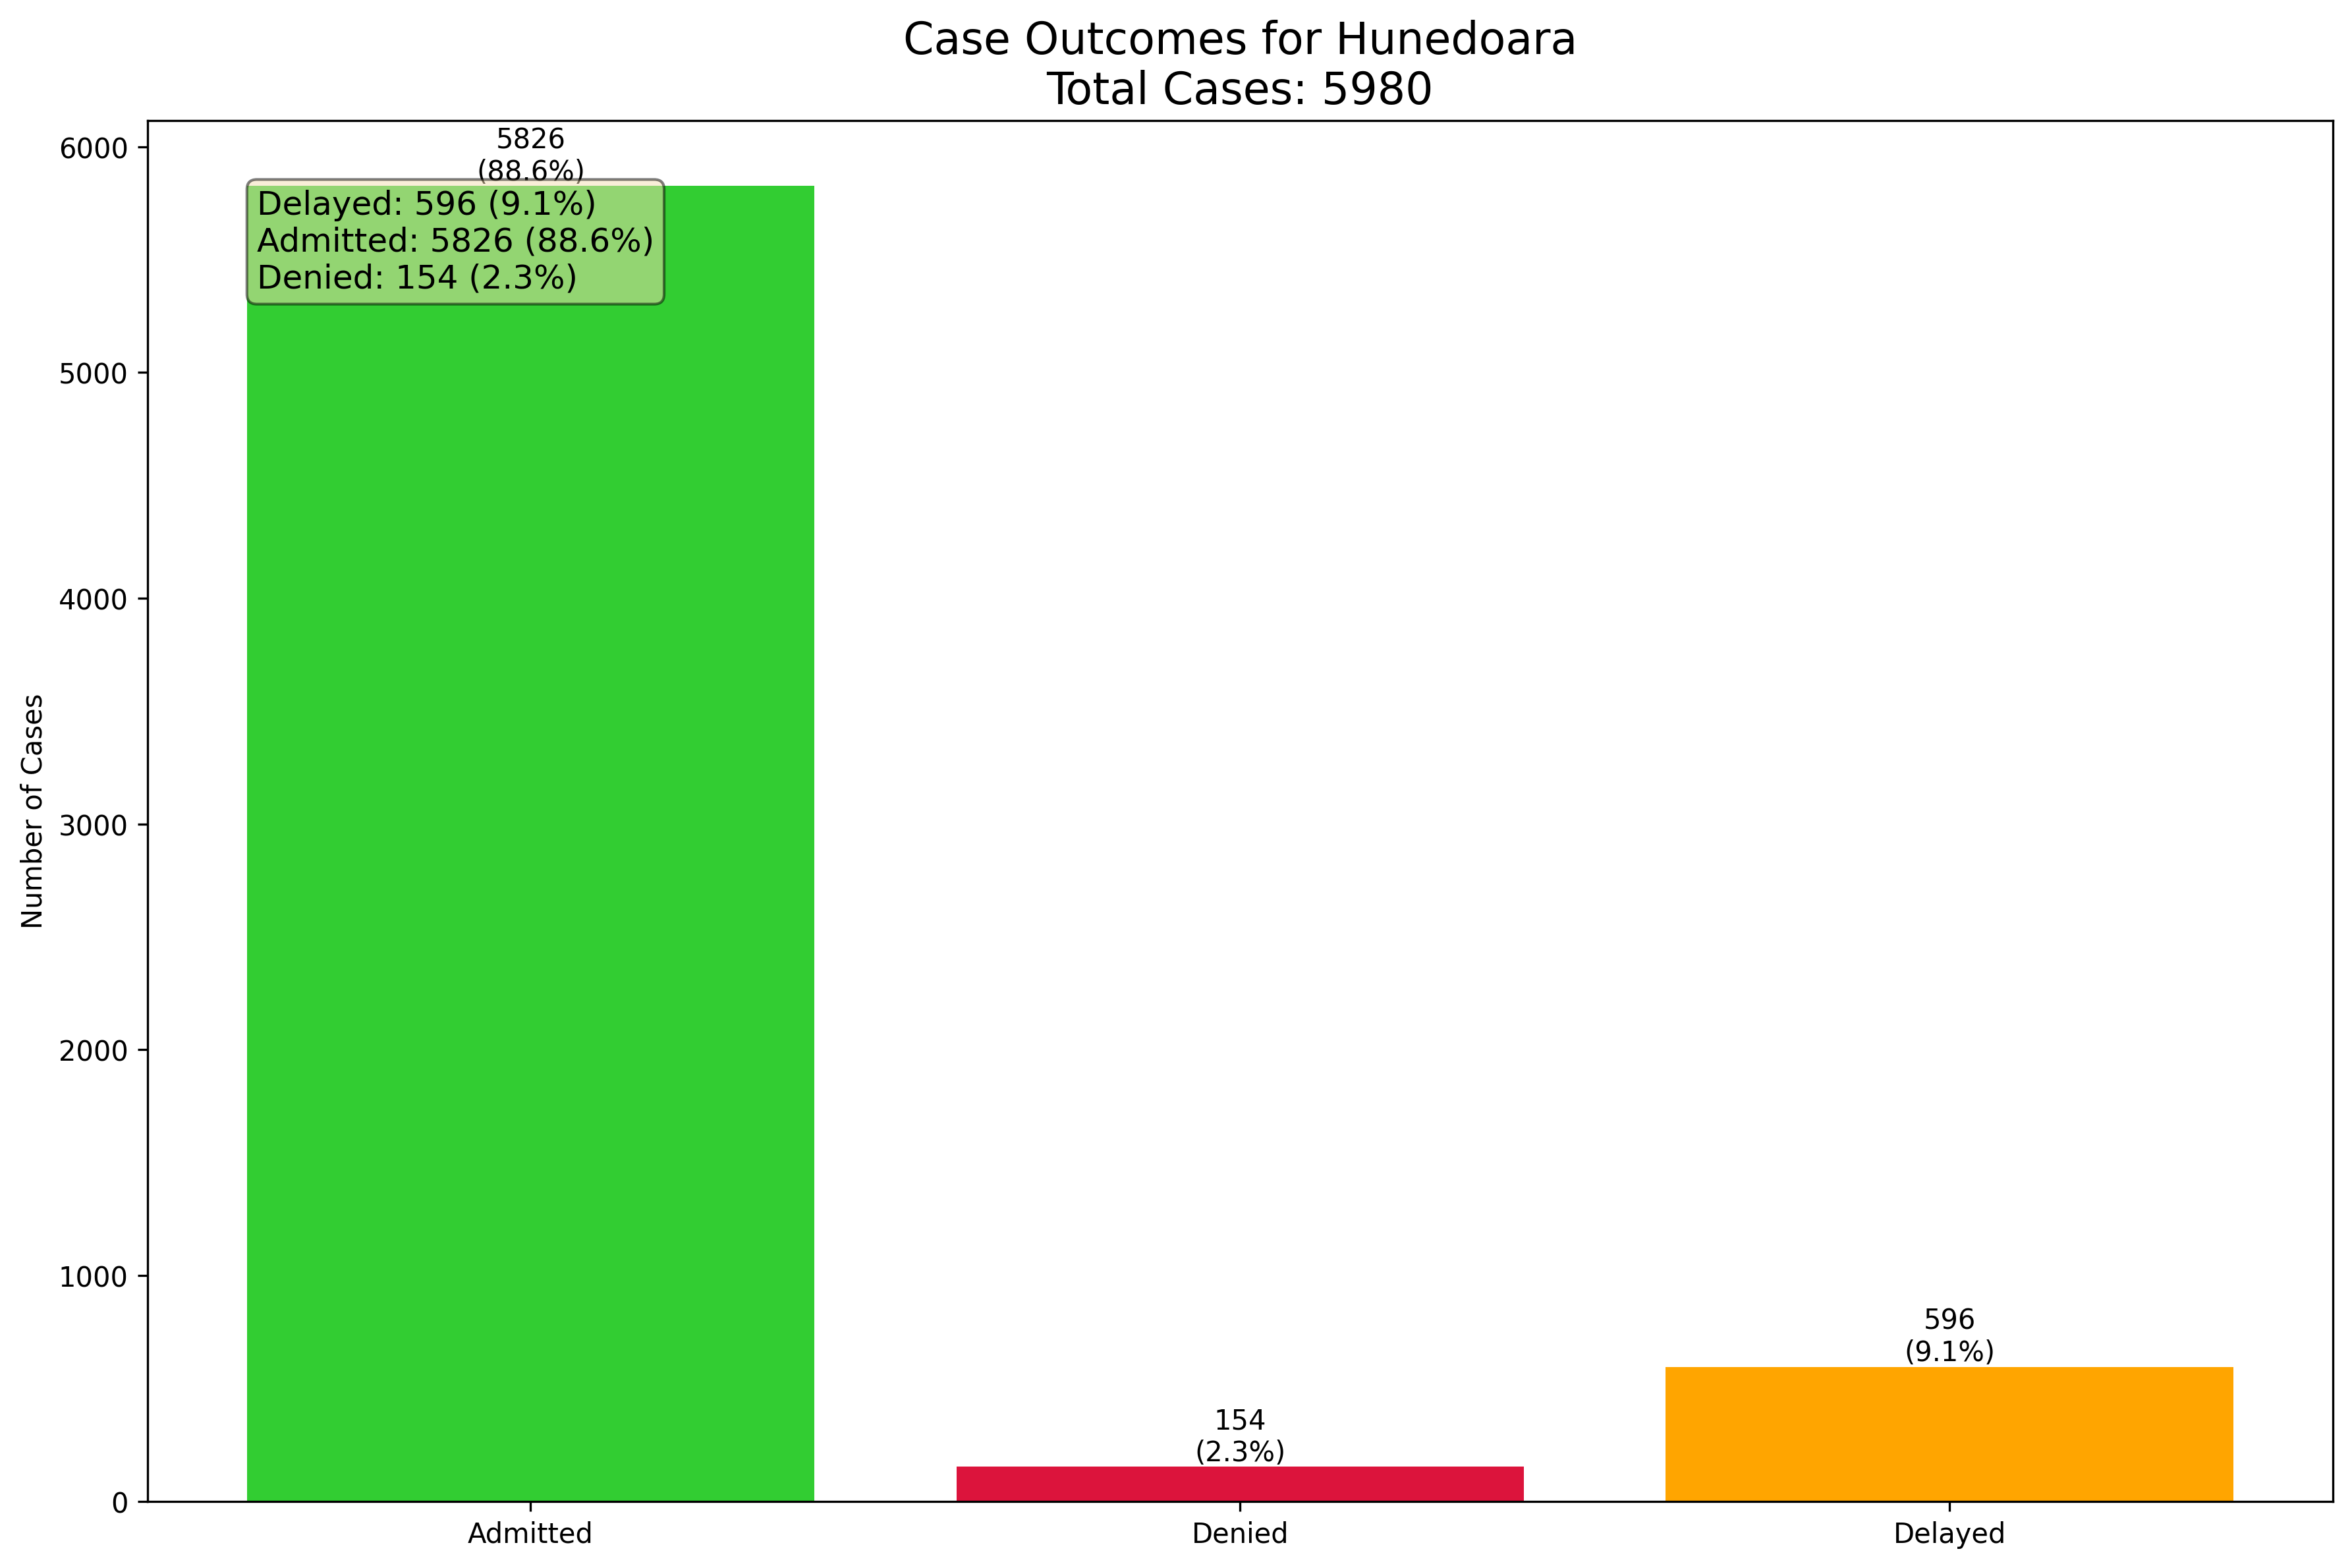 Case Outcomes for Hunedoara
Total Cases: 5980
Number of Cases
6000
5000
4000
3000
2000
1000
0
5826
(88.6%)
Delayed: 596 (9.1%)
Admitted: 5826 (88.6%)
Denied: 154 (2.3%)
154
(2.3%)
596
(9.1%)
Admitted
Denied
Delayed